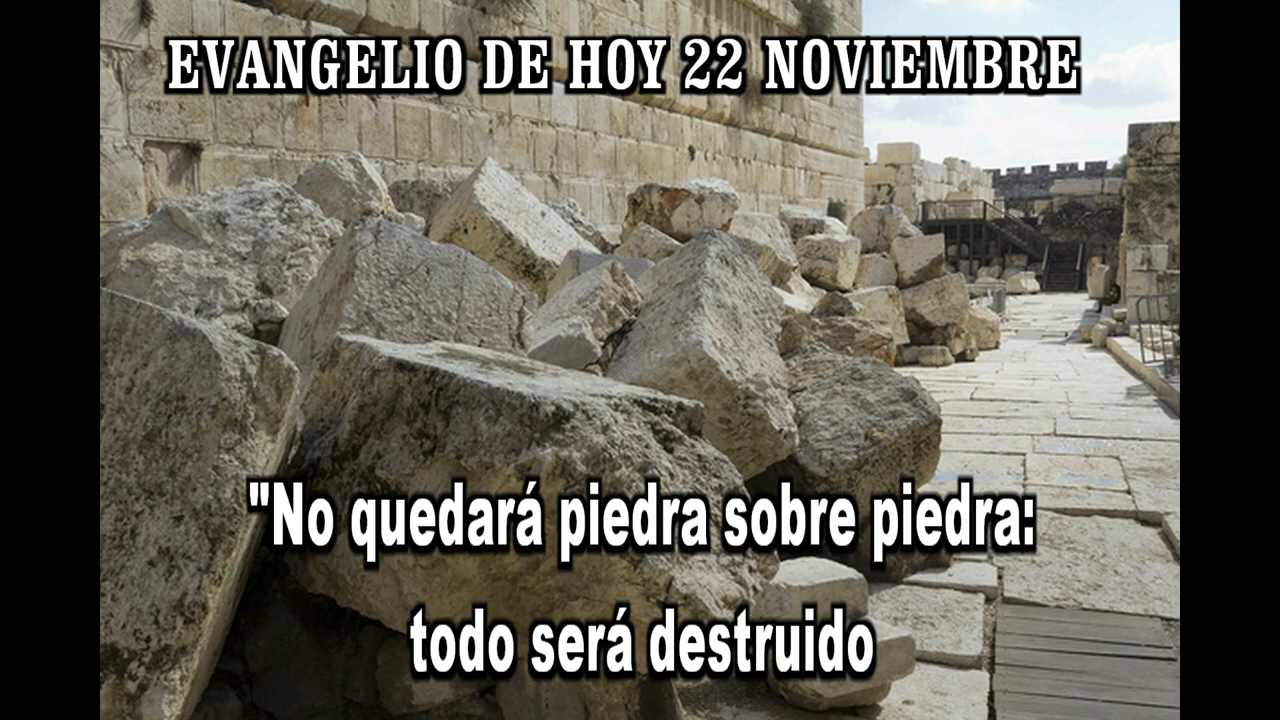 EVANGELIO DE HOY 22 NOVIEMBRE
"No quedará piedra sobre piedra:
todo será destruido